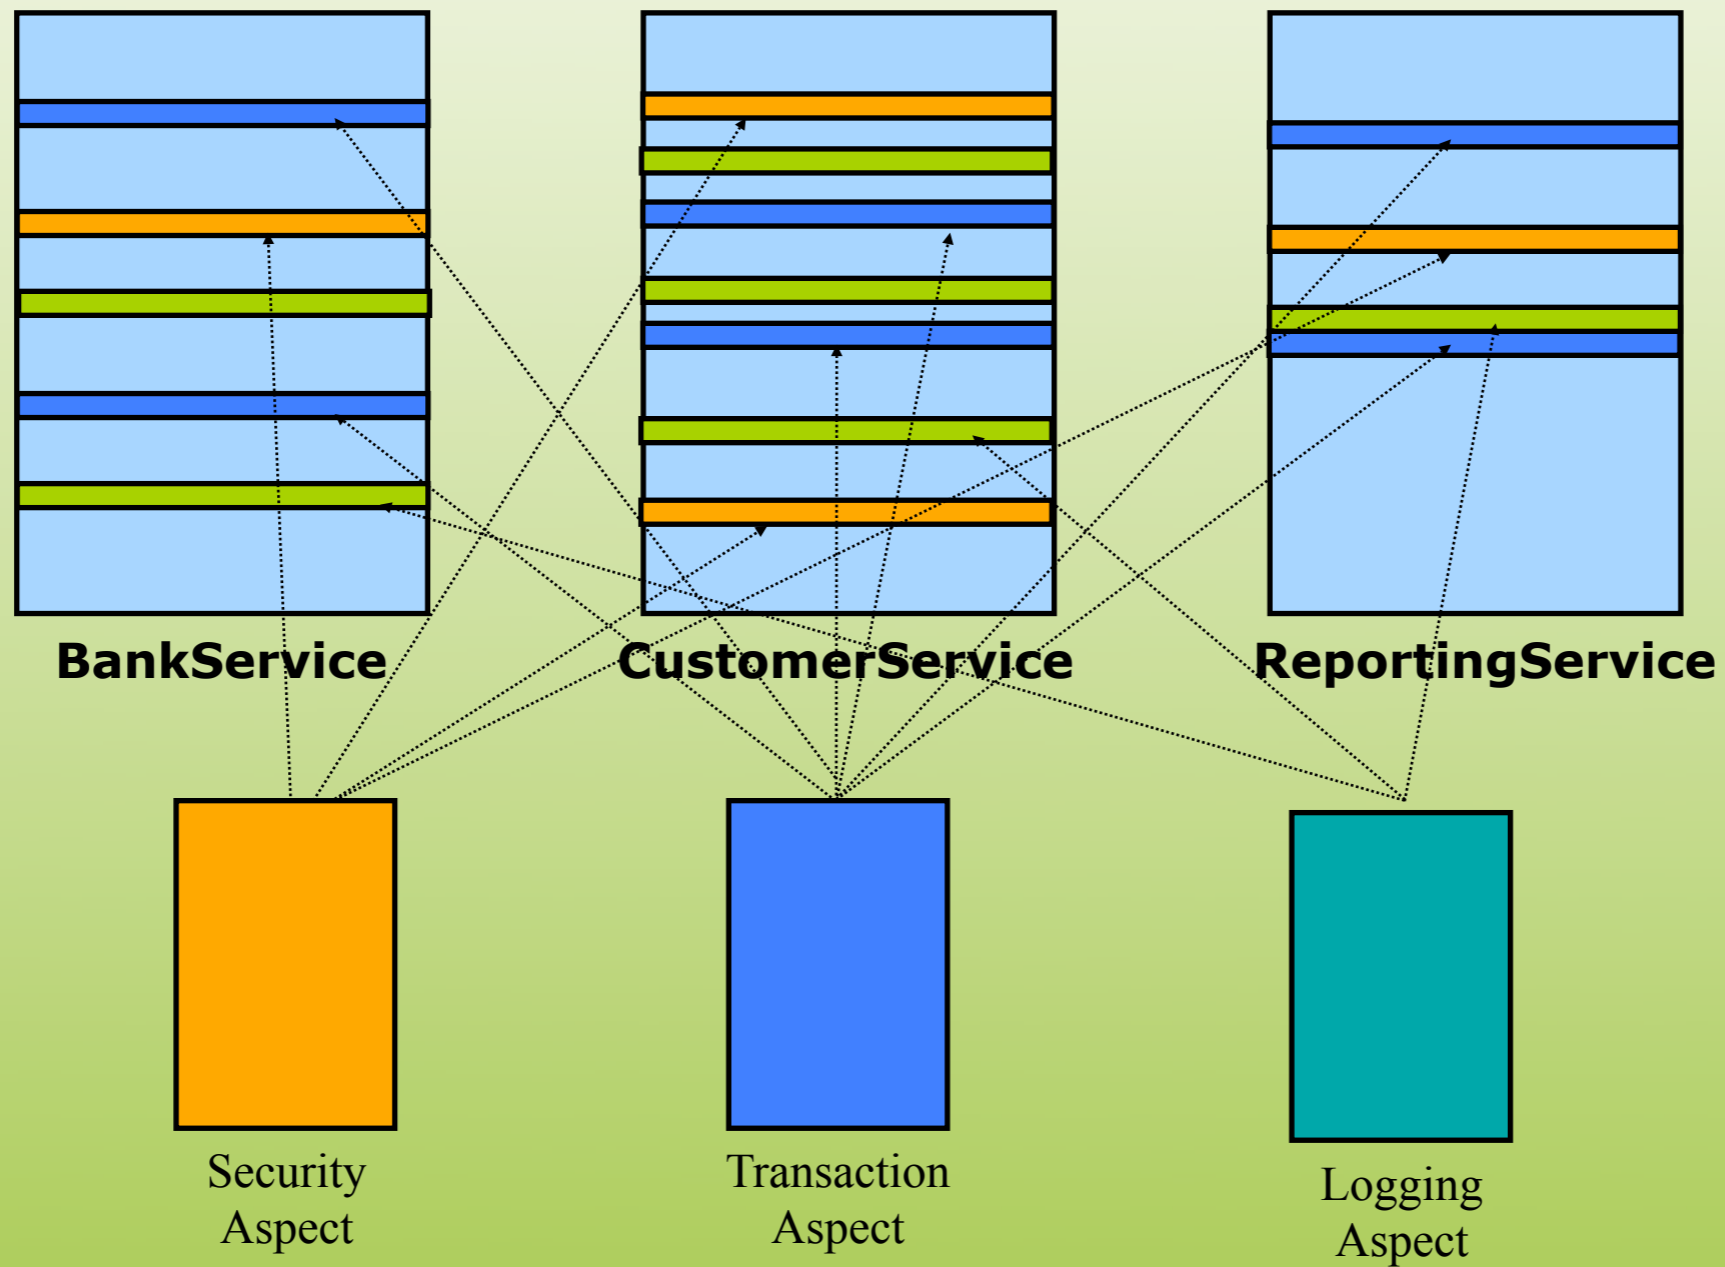 BankService
CustomerService
ReportingService
Security
Aspect
Transaction
Aspect
Logging
Aspect